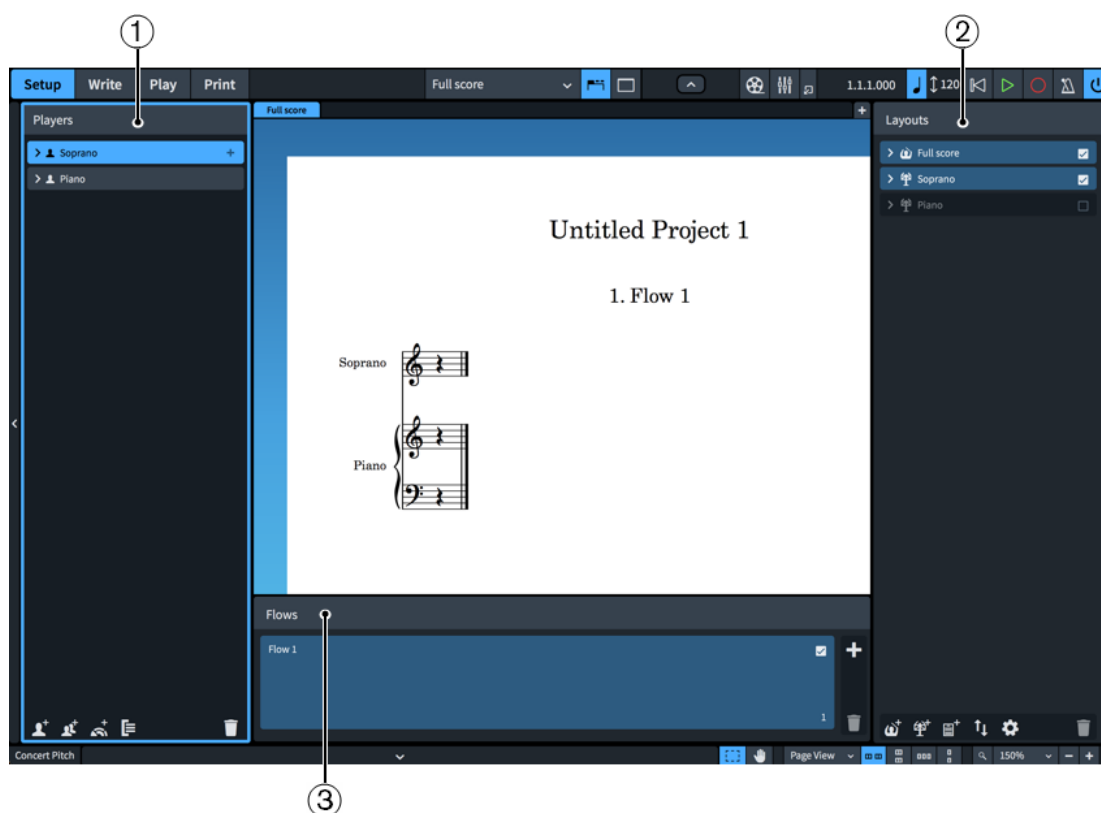 1
2
Setup Write Play Print Full score 1.1.1.000 120
Players Full score + Layouts
Soprano + Full score
Piano Soprano
Piano
Untitled Project 1
1. Flow 1
Soprano
Piano
Flows
Flow 1 +
1
Concert Pitch Page View 150% − +
3